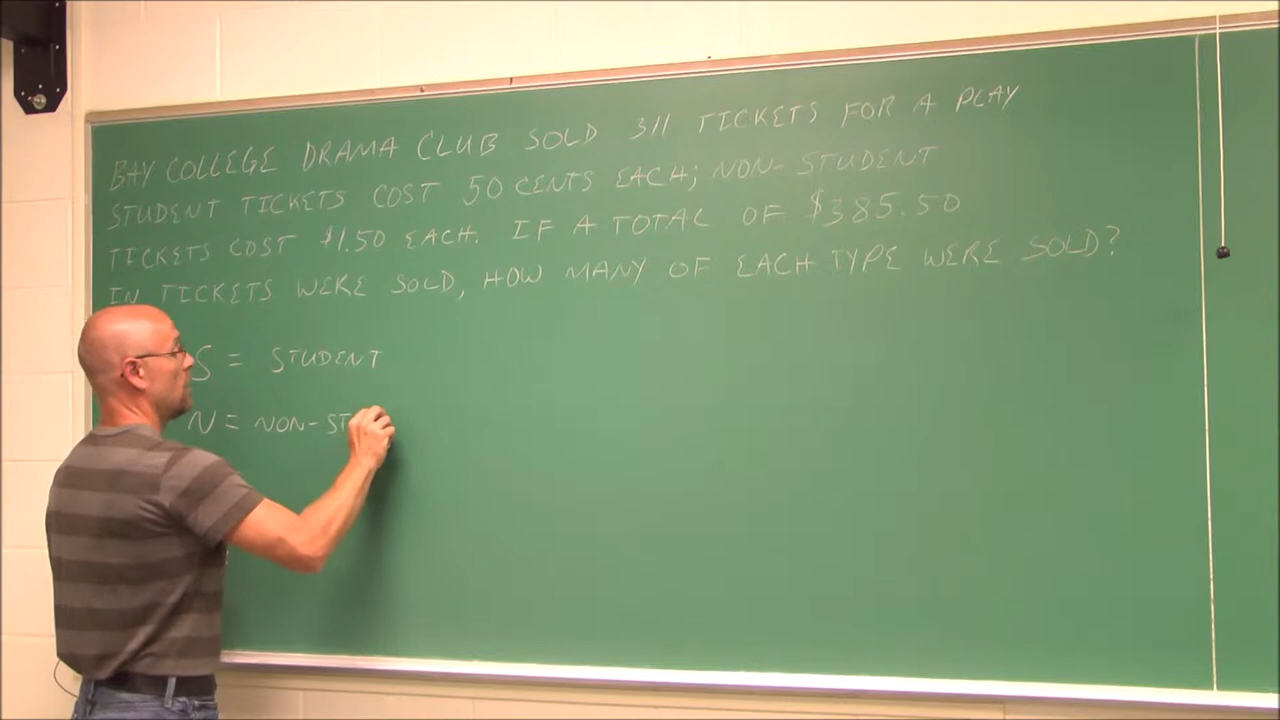 BAY COLLEGE DRAMA CLUB SOLD 311 TICKETS FOR A PLAY
STUDENT TICKETS COST 50 CENTS EACH; NON-STUDENT
TICKETS COST $1.50 EACH. IF A TOTAL OF $385.50
IN TICKETS WERE SOLD, HOW MANY OF EACH TYPE WERE SOLD?
S = STUDENT
N = NON-ST